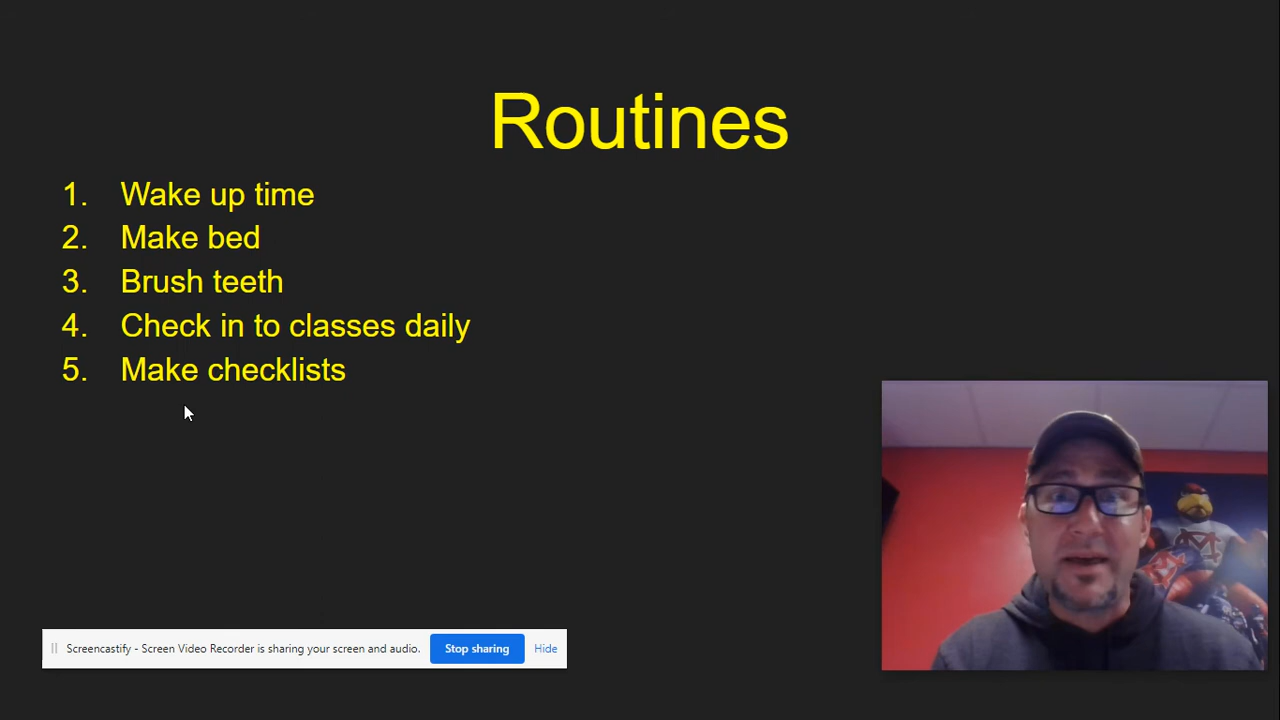 Routines
1. Wake up time
2. Make bed
3. Brush teeth
4. Check in to classes daily
5. Make checklists
Screencastify - Screen Video Recorder is sharing your screen and audio. Stop sharing Hide